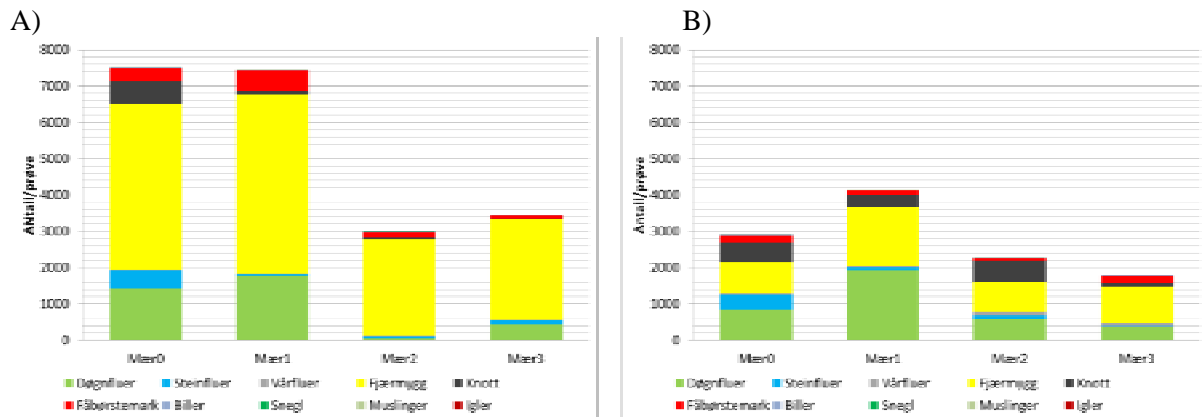 A)
B)
8000
7000
6000
5000
4000
3000
2000
1000
0
Antall/prøve
Mær0 Mær1 Mær2 Mær3
Døgnfluer Steinfluer Vårfluer Fjærmygg Knott
Fåbørstemark Biller Snegl Muslinger Igler
8000
7000
6000
5000
4000
3000
2000
1000
0
Antall/prøve
Mær0 Mær1 Mær2 Mær3
Døgnfluer Steinfluer Vårfluer Fjærmygg Knott
Fåbørstemark Biller Snegl Muslinger Igler